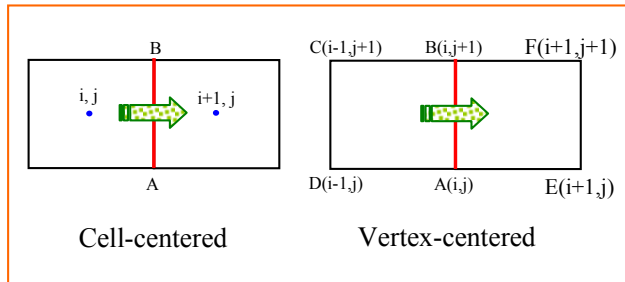 B
i, j
i+1, j
A
Cell-centered
C(i-1,j+1)
B(i,j+1)
F(i+1,j+1)
D(i-1,j)
A(i,j)
E(i+1,j)
Vertex-centered